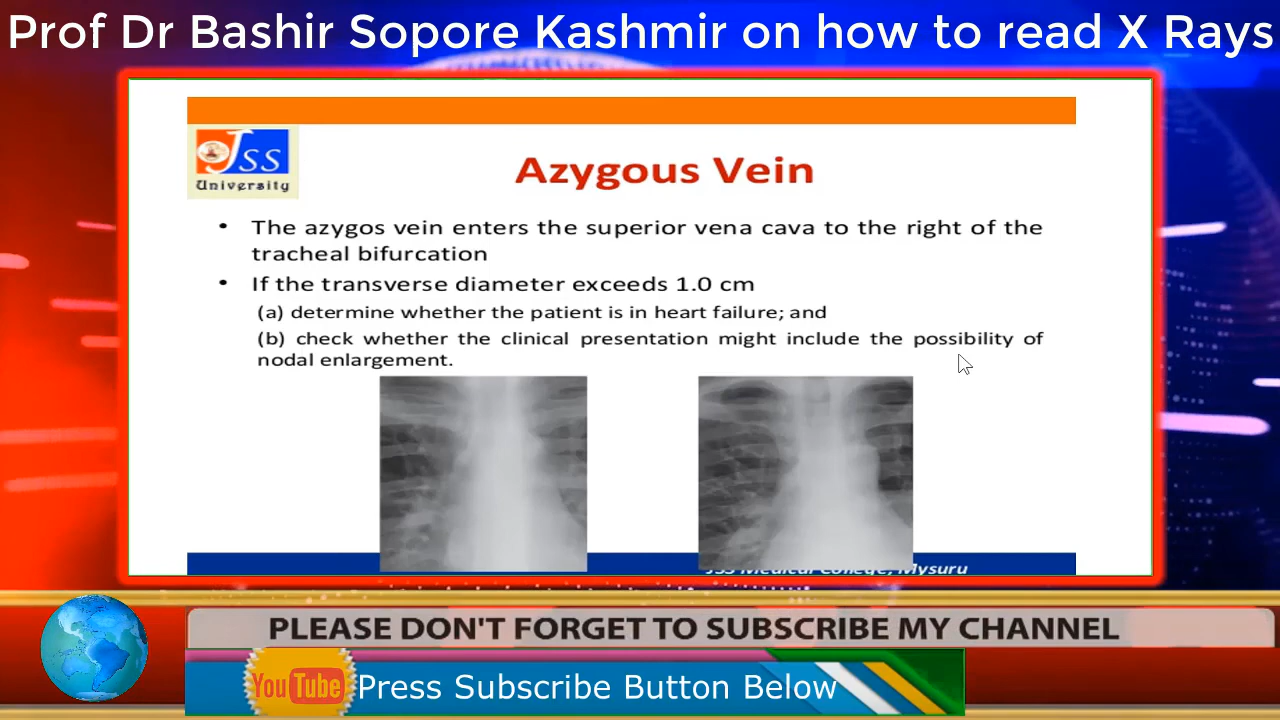 Prof Dr Bashir Sopore Kashmir on how to read X Rays
JSS
University
Azygous Vein
• The azygos vein enters the superior vena cava to the right of the
tracheal bifurcation
• If the transverse diameter exceeds 1.0 cm
(a) determine whether the patient is in heart failure; and
(b) check whether the clinical presentation might include the possibility of
nodal enlargement.
JSS Medical College, Mysuru
PLEASE DON'T FORGET TO SUBSCRIBE MY CHANNEL
YouTube Press Subscribe Button Below